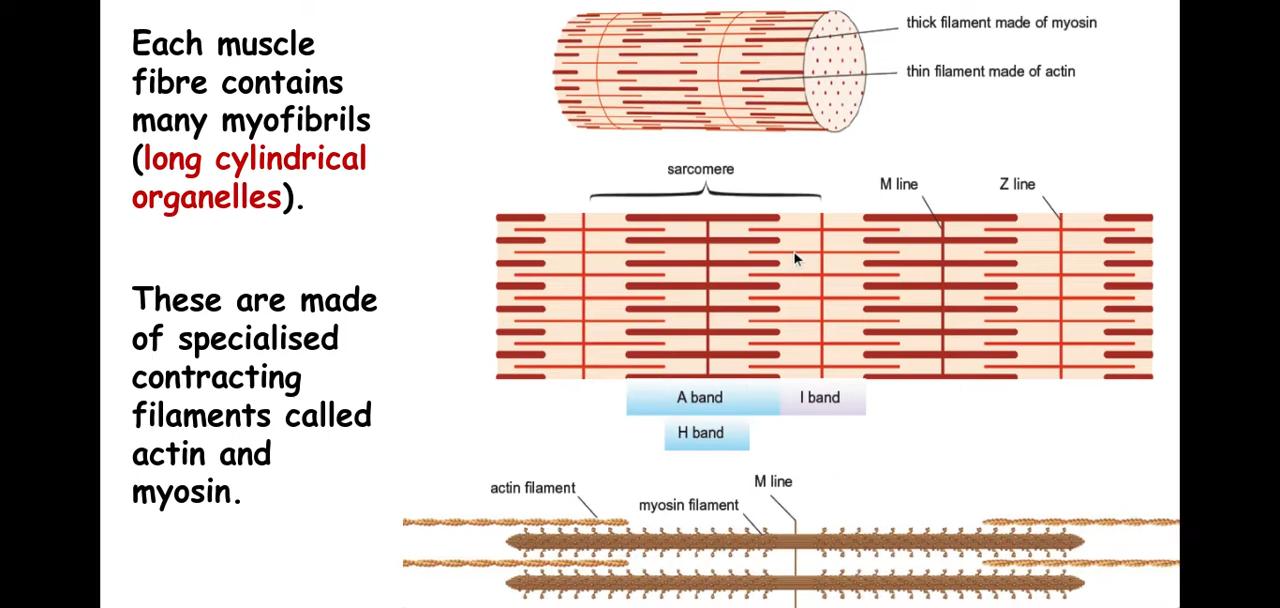 Each muscle
fibre contains
many myofibrils
(long cylindrical
organelles).
These are made
of specialised
contracting
filaments called
actin and
myosin.
thick filament made of myosin
thin filament made of actin
sarcomere
M line
Z line
A band
I band
H band
actin filament
myosin filament
M line